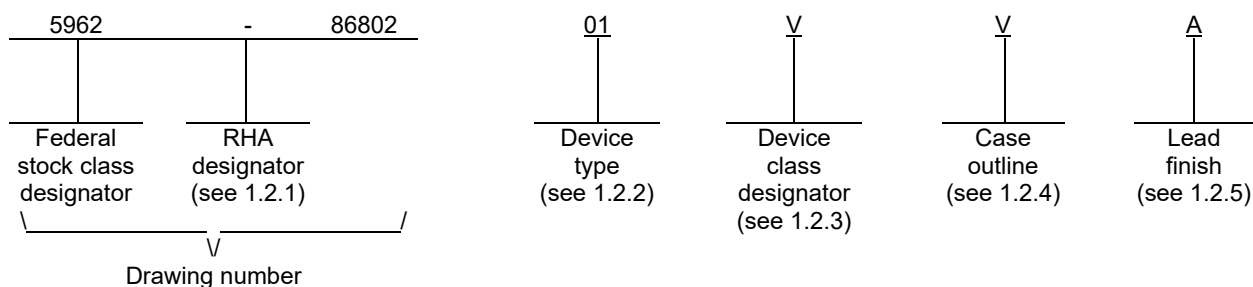 5962 - 86802 01 V V A
Federal stock class designator
RHA designator (see 1.2.1)
Device type (see 1.2.2)
Device class designator (see 1.2.3)
Case outline (see 1.2.4)
Lead finish (see 1.2.5)
Drawing number